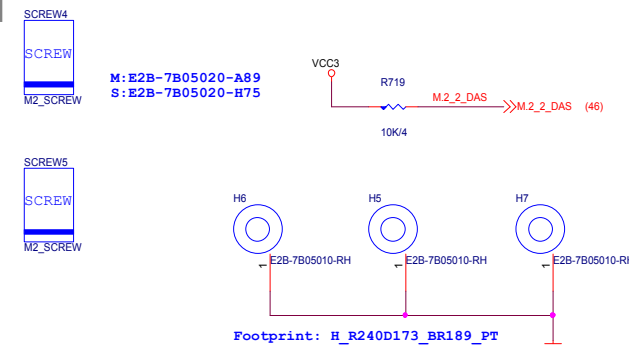 SCREW4
SCREW
M2_SCREW
M:E2B-7B05020-A89
S:E2B-7B05020-H75
VCC3
R719
10K/4
M.2_2_DAS
M.2_2_DAS (46)
SCREW5
SCREW
M2_SCREW
H6
1
E2B-7B05010-RH
H5
1
E2B-7B05010-RH
H7
1
E2B-7B05010-RH
Footprint: H_R240D173_BR189_PT